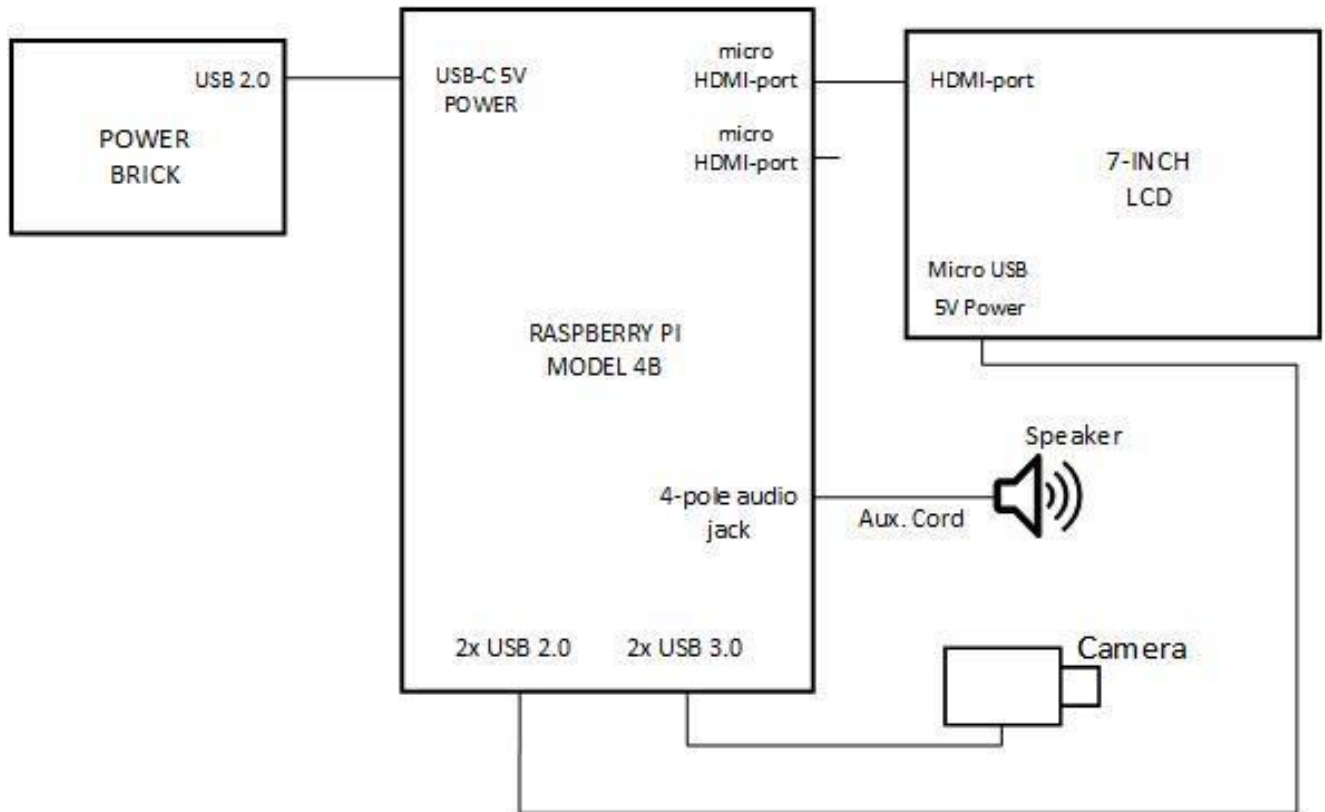 USB 2.0
POWER
BRICK
USB-C 5V
POWER
micro
HDMI-port
micro
HDMI-port
RASPBERRY PI
MODEL 4B
4-pole audio
jack
2x USB 2.0
2x USB 3.0
HDMI-port
7-INCH
LCD
Micro USB
5V Power
Speaker
Aux. Cord
Camera